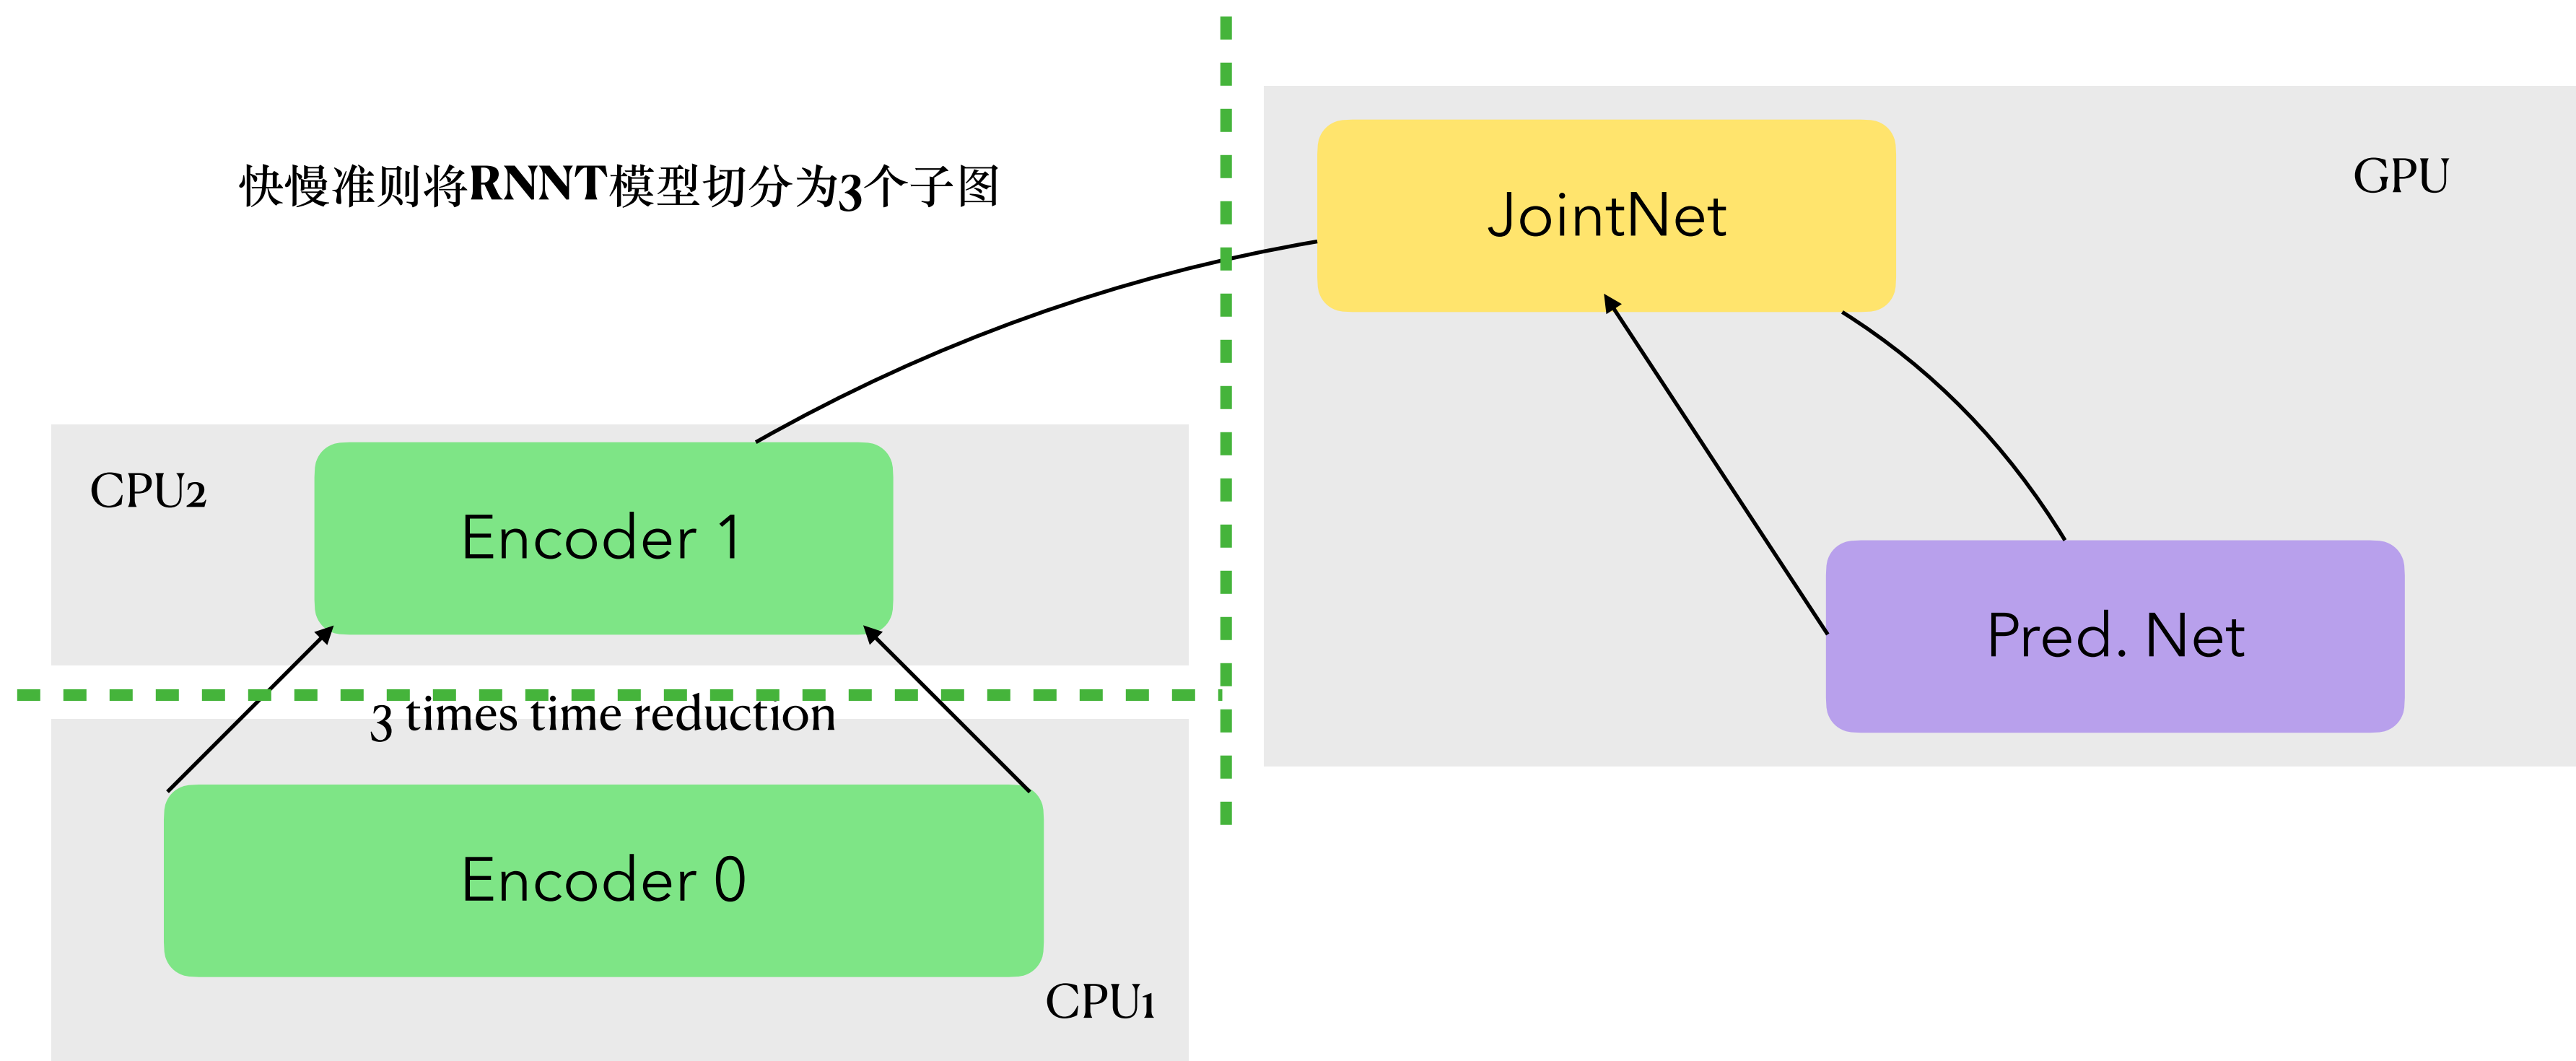 快慢准则将RNNT模型切分为3个子图
JointNet
GPU
CPU2
Encoder 1
Pred. Net
3 times time reduction
Encoder 0
CPU1